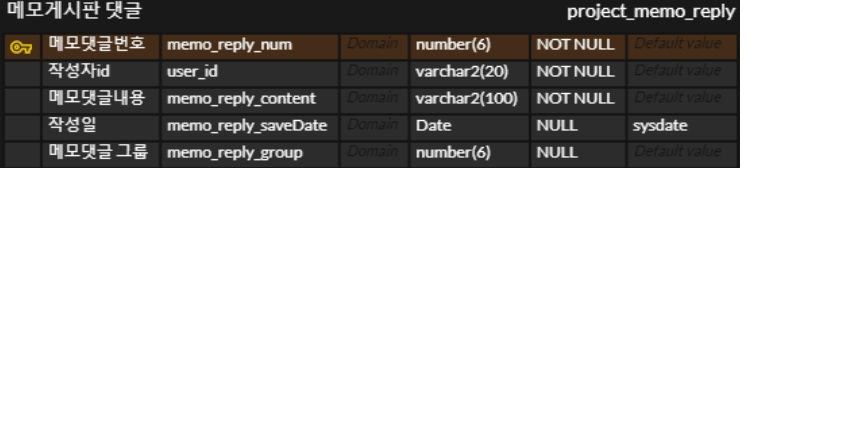 메모게시판 댓글 project_memo_reply
메모댓글번호 memo_reply_num Domain number(6) NOT NULL Default value
작성자id user_id Domain varchar2(20) NOT NULL Default value
메모댓글내용 memo_reply_content Domain varchar2(100) NOT NULL Default value
작성일 memo_reply_saveDate Domain Date NULL sysdate
메모댓글 그룹 memo_reply_group Domain number(6) NULL Default value